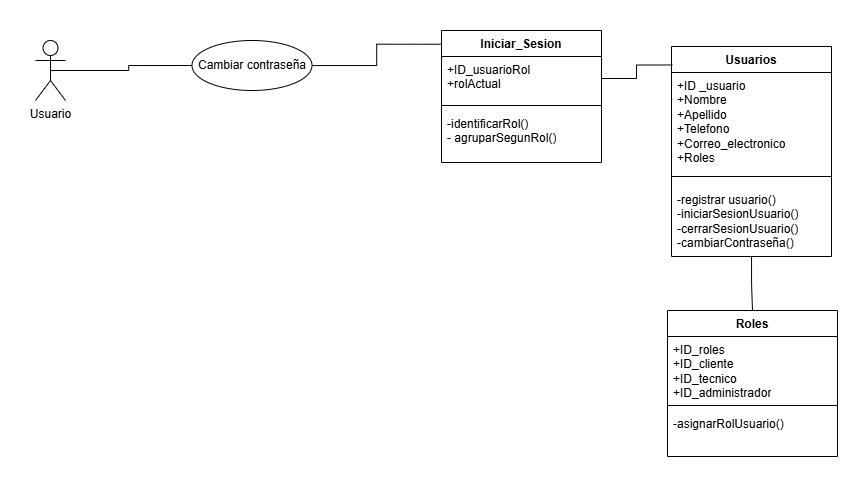 Usuario
Cambiar contraseña
Iniciar_Sesion
+ID_usuarioRol
+rolActual
-identificarRol()
- agruparSegunRol()
Usuarios
+ID _usuario
+Nombre
+Apellido
+Telefono
+Correo_electronico
+Roles
-registrar usuario()
-iniciarSesionUsuario()
-cerrarSesionUsuario()
-cambiarContraseña()
Roles
+ID_roles
+ID_cliente
+ID_tecnico
+ID_administrador
-asignarRolUsuario()